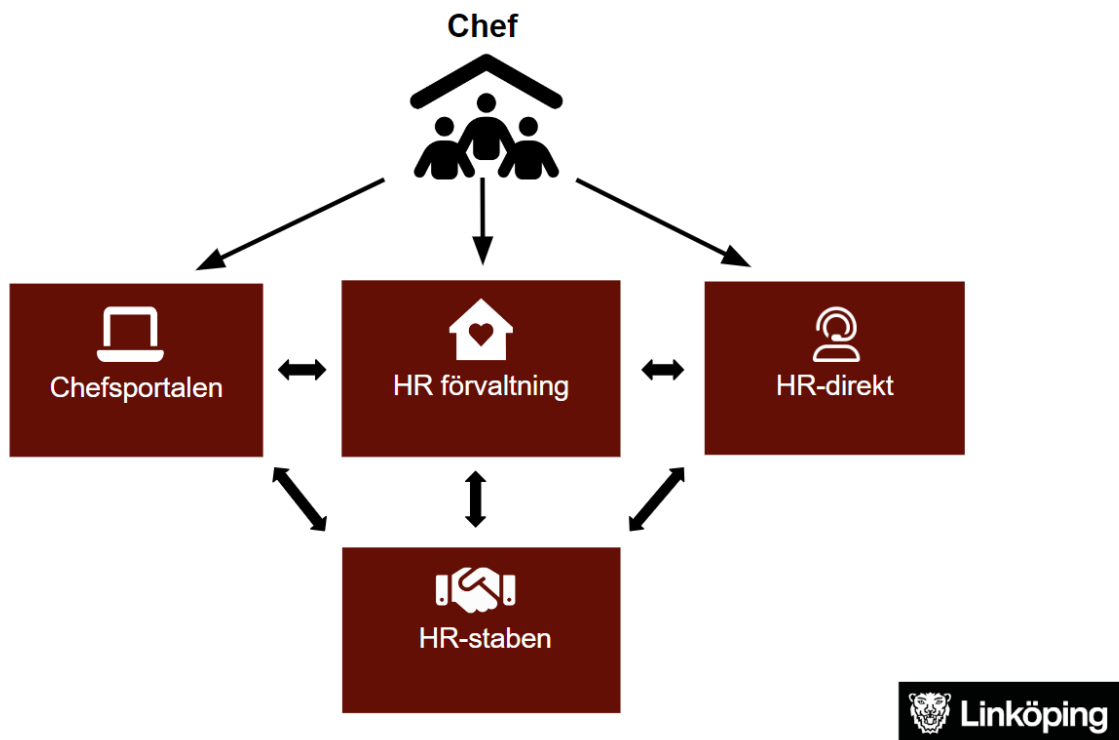 Chef
Chefsportalen
HR förvaltning
HR-direkt
HR-staben
Linköping